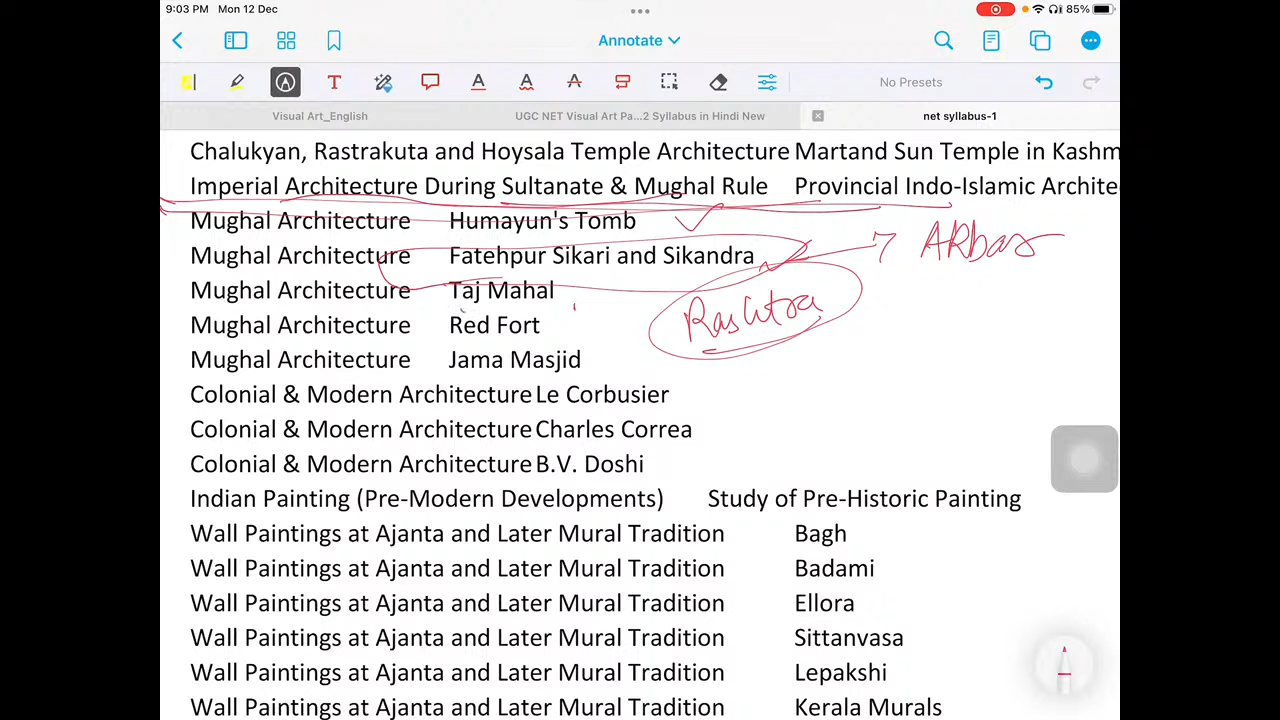 9:03 PM Mon 12 Dec
85%
Annotate
T
A
A
A
No Presets
Visual Art_English
UGC NET Visual Art Pa...2 Syllabus in Hindi New
net syllabus-1
Chalukyan, Rastrakuta and Hoysala Temple Architecture Martand Sun Temple in Kashm
Imperial Architecture During Sultanate & Mughal Rule Provincial Indo-Islamic Archite
Mughal Architecture Humayun's Tomb
Mughal Architecture Fatehpur Sikari and Sikandra
AKbar
Mughal Architecture Taj Mahal
Rashtra
Mughal Architecture Red Fort
Mughal Architecture Jama Masjid
Colonial & Modern Architecture Le Corbusier
Colonial & Modern Architecture Charles Correa
Colonial & Modern Architecture B.V. Doshi
Indian Painting (Pre-Modern Developments) Study of Pre-Historic Painting
Wall Paintings at Ajanta and Later Mural Tradition Bagh
Wall Paintings at Ajanta and Later Mural Tradition Badami
Wall Paintings at Ajanta and Later Mural Tradition Ellora
Wall Paintings at Ajanta and Later Mural Tradition Sittanvasa
Wall Paintings at Ajanta and Later Mural Tradition Lepakshi
Wall Paintings at Ajanta and Later Mural Tradition Kerala Murals